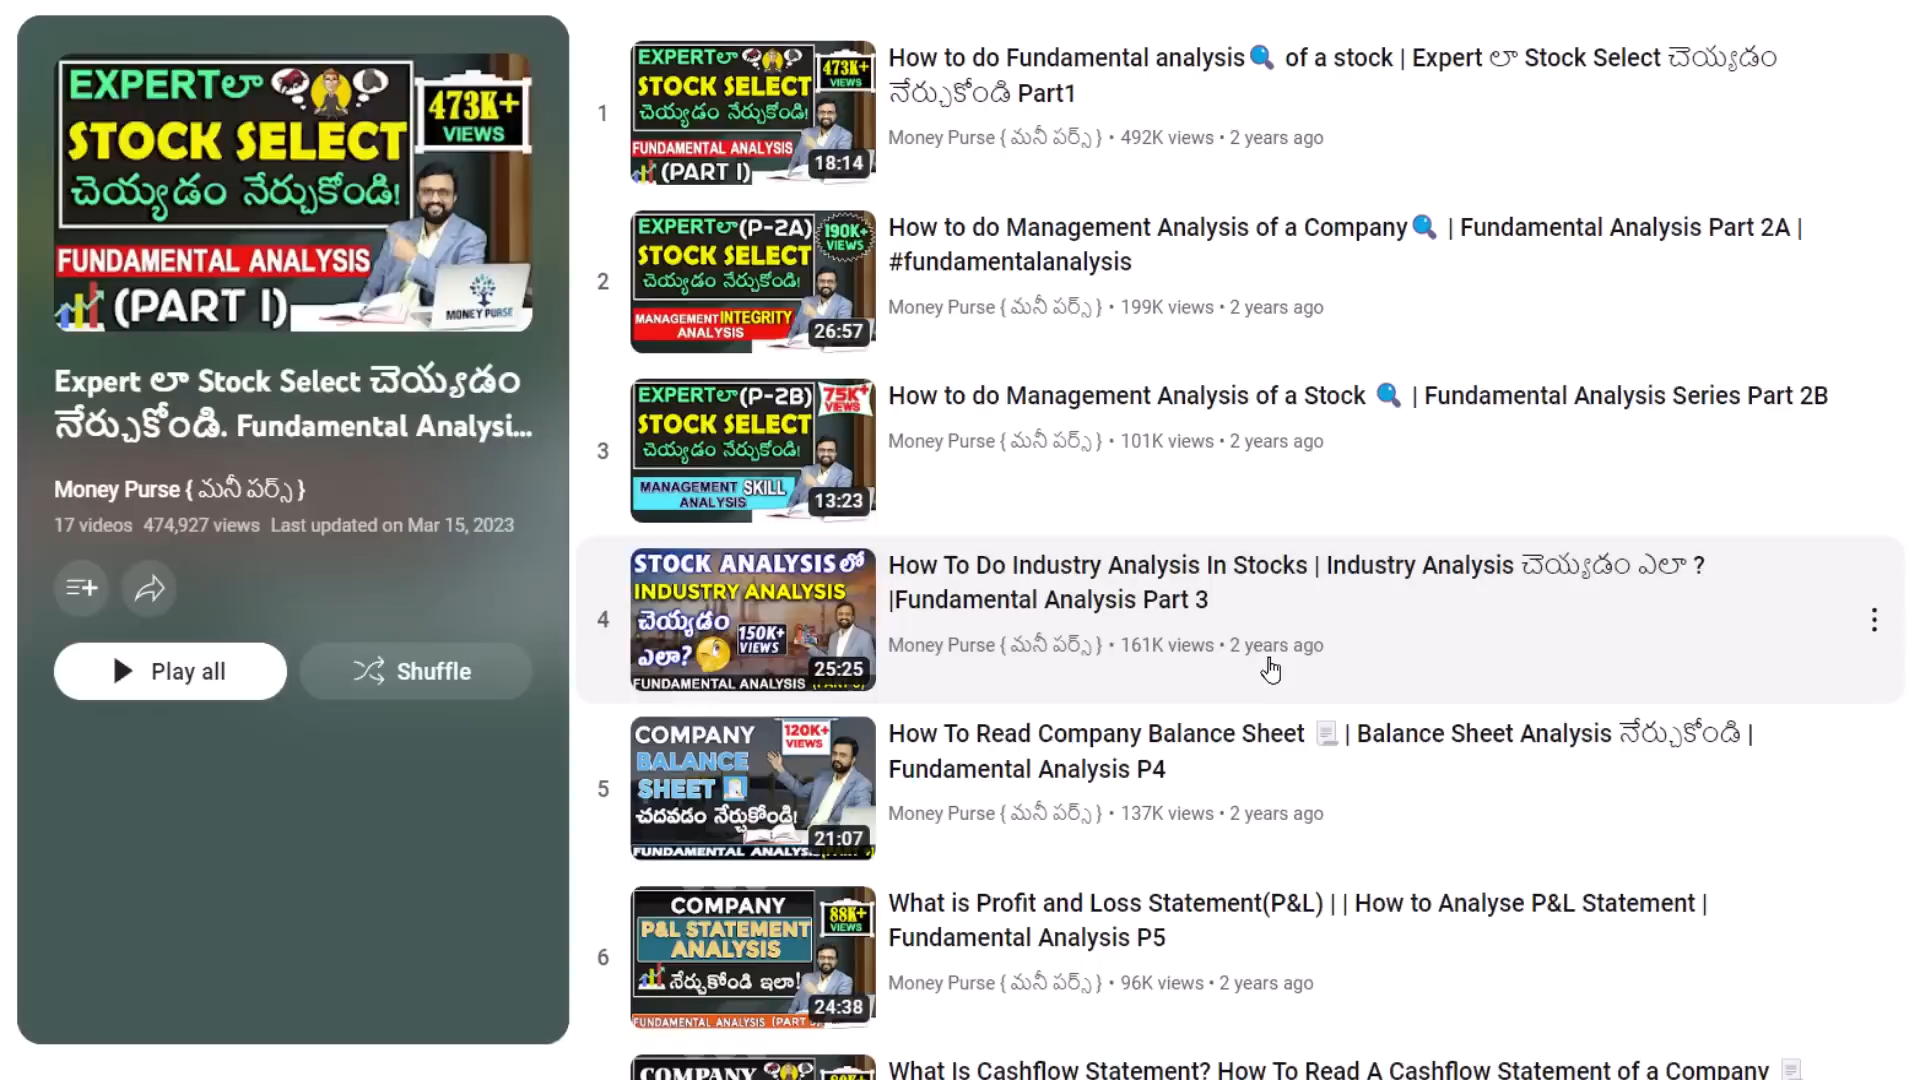 EXPERTలా
STOCK SELECT
చెయ్యడం నేర్చుకోండి!
473K+
VIEWS
FUNDAMENTAL ANALYSIS
(PART I)
MONEY PURSE
Expert లా Stock Select చెయ్యడం
నేర్చుకోండి. Fundamental Analysi...
Money Purse { మనీ పర్స్ }
17 videos 474,927 views Last updated on Mar 15, 2023
Play all
Shuffle
1
EXPERTలా
STOCK SELECT
చెయ్యడం నేర్చుకోండి!
473K+
VIEWS
FUNDAMENTAL ANALYSIS
(PART I)
18:14
How to do Fundamental analysis🔍 of a stock | Expert లా Stock Select చెయ్యడం
నేర్చుకోండి Part1
Money Purse { మనీ పర్స్ } • 492K views • 2 years ago
2
EXPERTలా (P-2A)
STOCK SELECT
చెయ్యడం నేర్చుకోండి!
190K+
VIEWS
MANAGEMENT INTEGRITY
ANALYSIS
26:57
How to do Management Analysis of a Company🔍 | Fundamental Analysis Part 2A |
#fundamentalanalysis
Money Purse { మనీ పర్స్ } • 199K views • 2 years ago
3
EXPERTలా (P-2B)
STOCK SELECT
చెయ్యడం నేర్చుకోండి!
75K+
VIEWS
MANAGEMENT SKILL
ANALYSIS
13:23
How to do Management Analysis of a Stock 🔍 | Fundamental Analysis Series Part 2B
Money Purse { మనీ పర్స్ } • 101K views • 2 years ago
4
STOCK ANALYSISలో
INDUSTRY ANALYSIS
చెయ్యడం
ఎలా?
150K+
VIEWS
25:25
FUNDAMENTAL ANALYSIS
How To Do Industry Analysis In Stocks | Industry Analysis చెయ్యడం ఎలా ?
|Fundamental Analysis Part 3
Money Purse { మనీ పర్స్ } • 161K views • 2 years ago
5
COMPANY
BALANCE
SHEET
చదవడం నేర్చుకోండి!
120K+
VIEWS
21:07
FUNDAMENTAL
How To Read Company Balance Sheet 📃 | Balance Sheet Analysis నేర్చుకోండి |
Fundamental Analysis P4
Money Purse { మనీ పర్స్ } • 137K views • 2 years ago
6
COMPANY
P&L STATEMENT
ANALYSIS
నేర్చుకోండి ఇలా!
88K+
VIEWS
24:38
FUNDAMENTAL ANALYSIS (PART
What is Profit and Loss Statement(P&L) | | How to Analyse P&L Statement |
Fundamental Analysis P5
Money Purse { మనీ పర్స్ } • 96K views • 2 years ago
COMPANY
What Is Cashflow Statement? How To Read A Cashflow Statement of a Company 📃